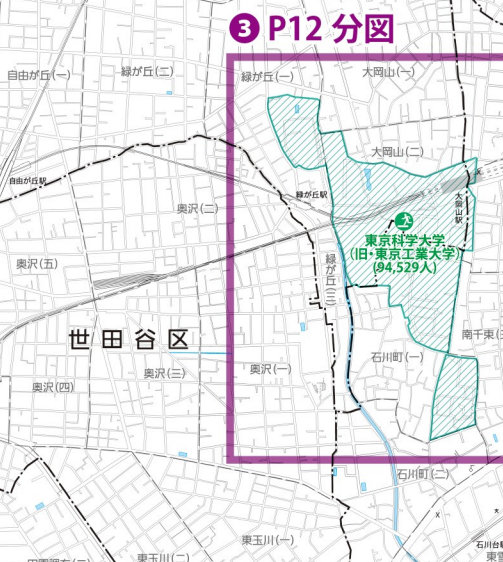 ❸ P12 分図
自由が丘(一)
緑が丘(二)
緑が丘(一)
大岡山(一)
大岡山(二)
自由が丘駅
緑が丘駅
大岡山駅
奥沢(二)
東京科学大学
(旧・東京工業大学)
(94,529人)
奥沢(五)
緑が丘(三)
世田谷区
南千束(三
石川町(一)
奥沢(四)
奥沢(三)
奥沢(一)
石川町(二)
東玉川(一)
東玉川(二)
石川台駅